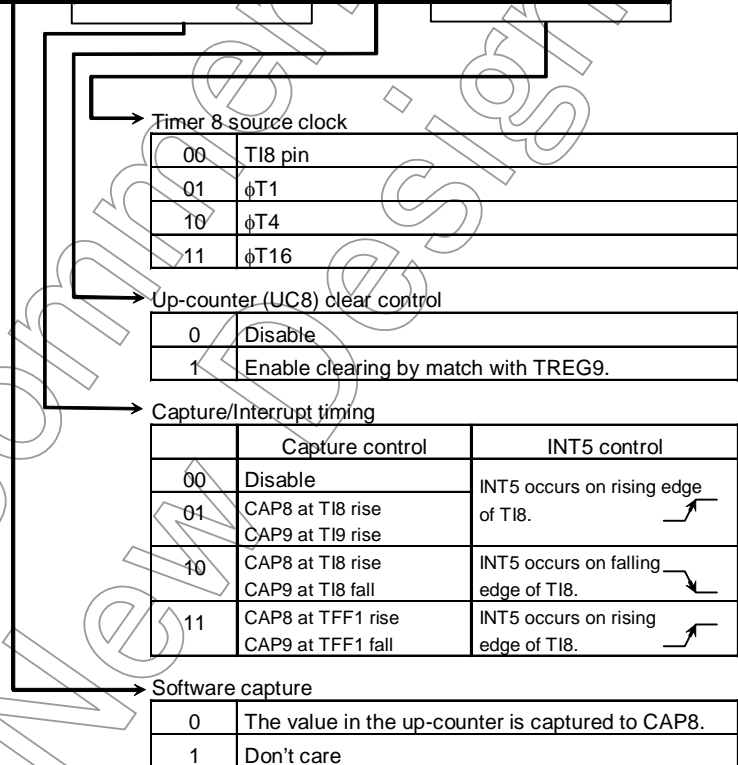 Timer 8 source clock
00 TI8 pin
01 ϕT1
10 ϕT4
11 ϕT16
Up-counter (UC8) clear control
0 Disable
1 Enable clearing by match with TREG9.
Capture/Interrupt timing
Capture control INT5 control
00 Disable INT5 occurs on rising edge of TI8.
01 CAP8 at TI8 rise
CAP9 at TI9 rise
10 CAP8 at TI8 rise INT5 occurs on falling
CAP9 at TI8 fall edge of TI8.
11 CAP8 at TFF1 rise INT5 occurs on rising
CAP9 at TFF1 fall edge of TI8.
Software capture
0 The value in the up-counter is captured to CAP8.
1 Don't care
New Design